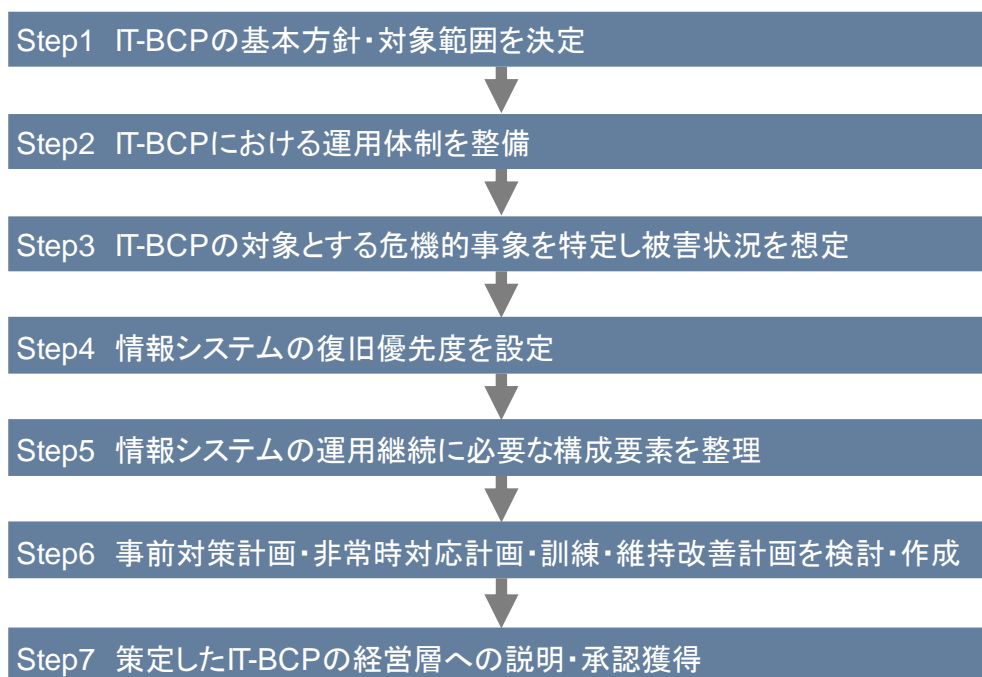 Step1 IT-BCPの基本方針・対象範囲を決定
Step2 IT-BCPにおける運用体制を整備
Step3 IT-BCPの対象とする危機的事象を特定し被害状況を想定
Step4 情報システムの復旧優先度を設定
Step5 情報システムの運用継続に必要な構成要素を整理
Step6 事前対策計画・非常時対応計画・訓練・維持改善計画を検討・作成
Step7 策定したIT-BCPの経営層への説明・承認獲得